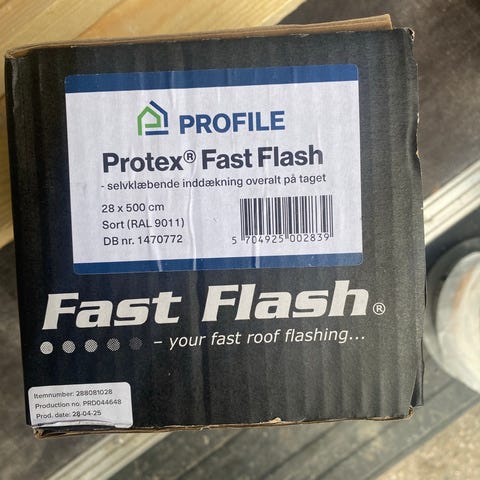 PROFILE
Protex® Fast Flash
- selvklæbende inddækning overalt på taget
28 x 500 cm
Sort (RAL 9011)
DB nr. 1470772
5 704925 002839
Fast Flash®
– your fast roof flashing...
Itemnumber: 288081028
Production no. PRD044648
Prod. date: 28-04-25